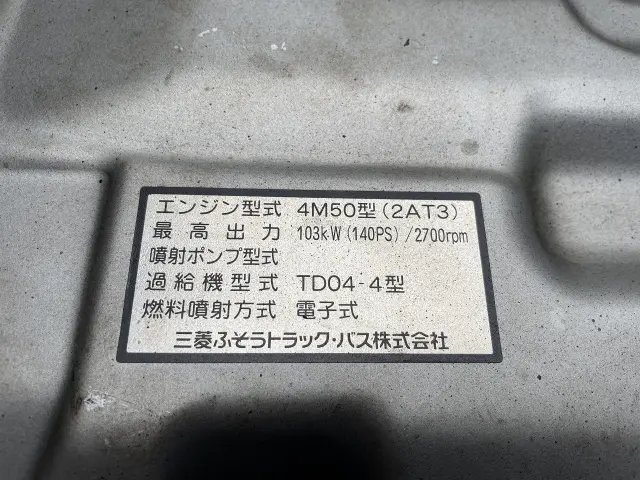 エンジン型式 4M50型(2AT3)
最高出力 103kW(140PS)/2700rpm
噴射ポンプ型式
過給機型式 TD04-4型
燃料噴射方式 電子式
三菱ふそうトラック・バス株式会社